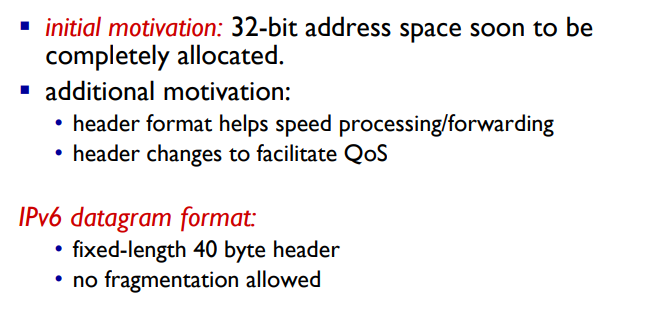 ▪ initial motivation: 32-bit address space soon to be
completely allocated.
▪ additional motivation:
• header format helps speed processing/forwarding
• header changes to facilitate QoS
IPv6 datagram format:
• fixed-length 40 byte header
• no fragmentation allowed